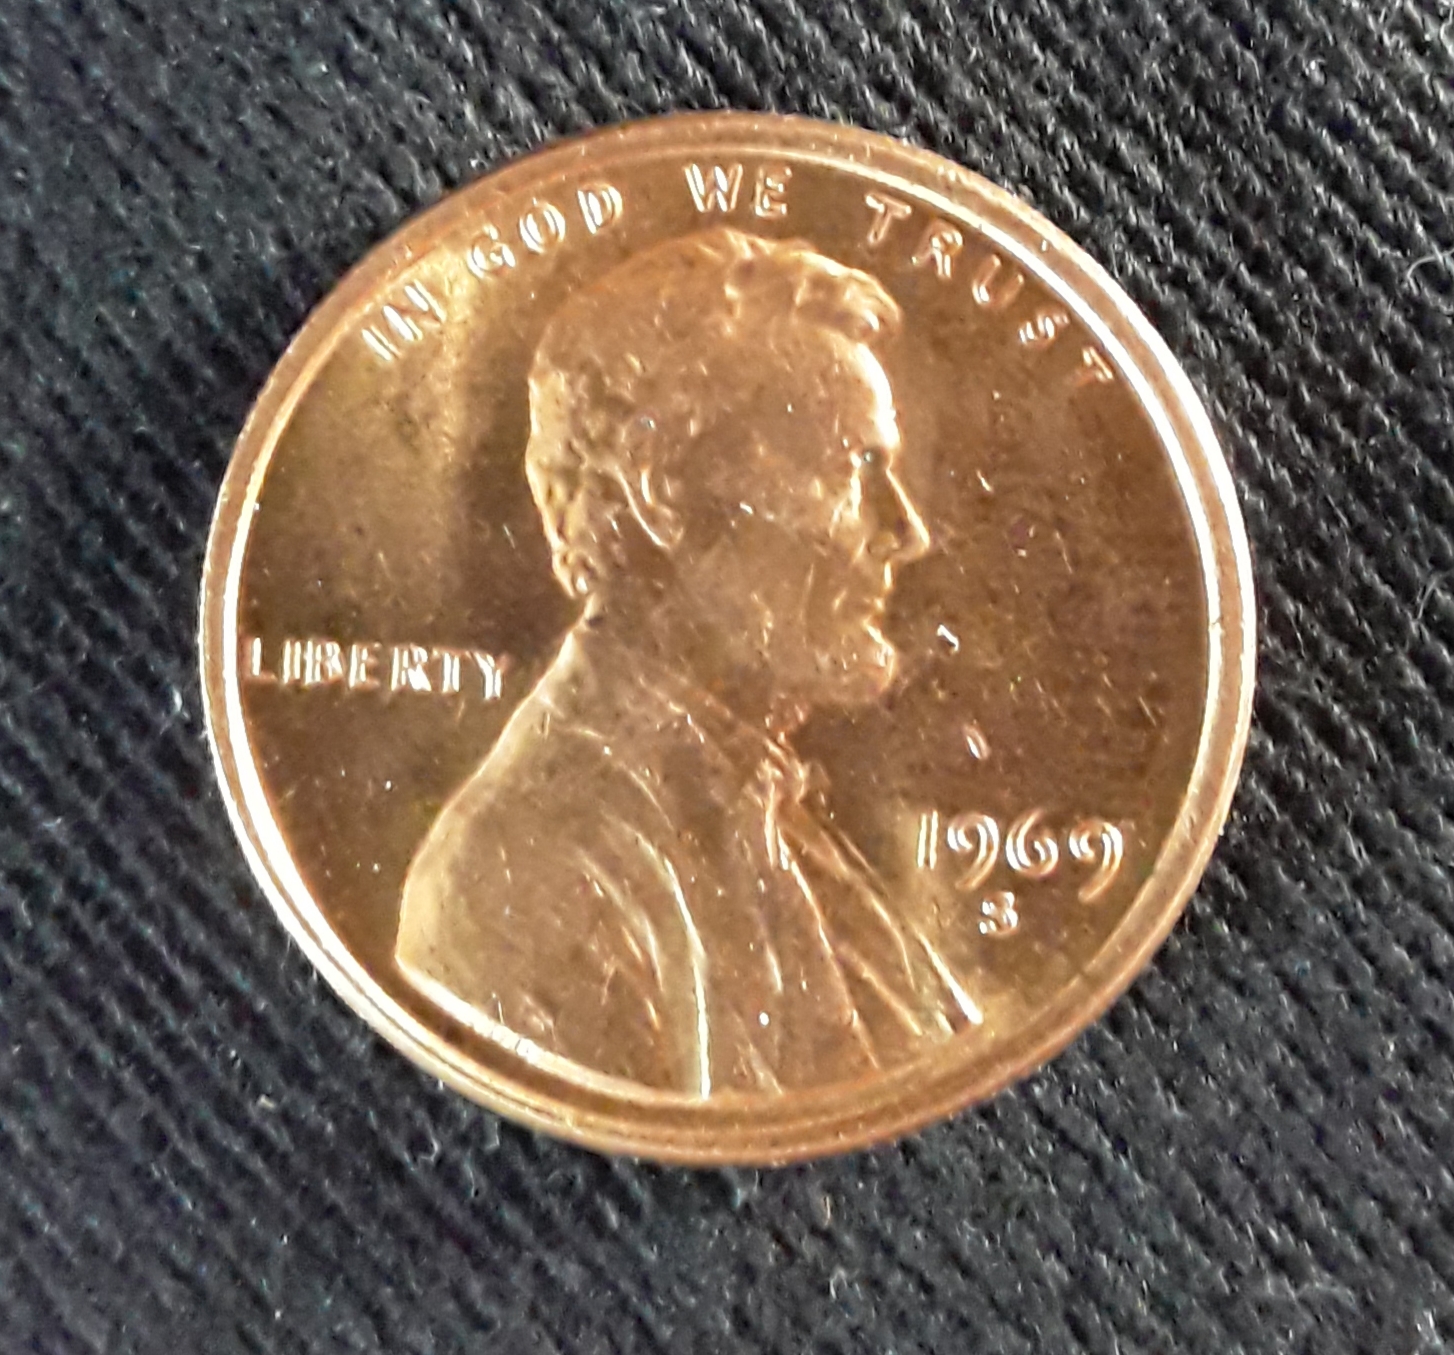 IN GOD WE TRUST
LIBERTY
1969
S